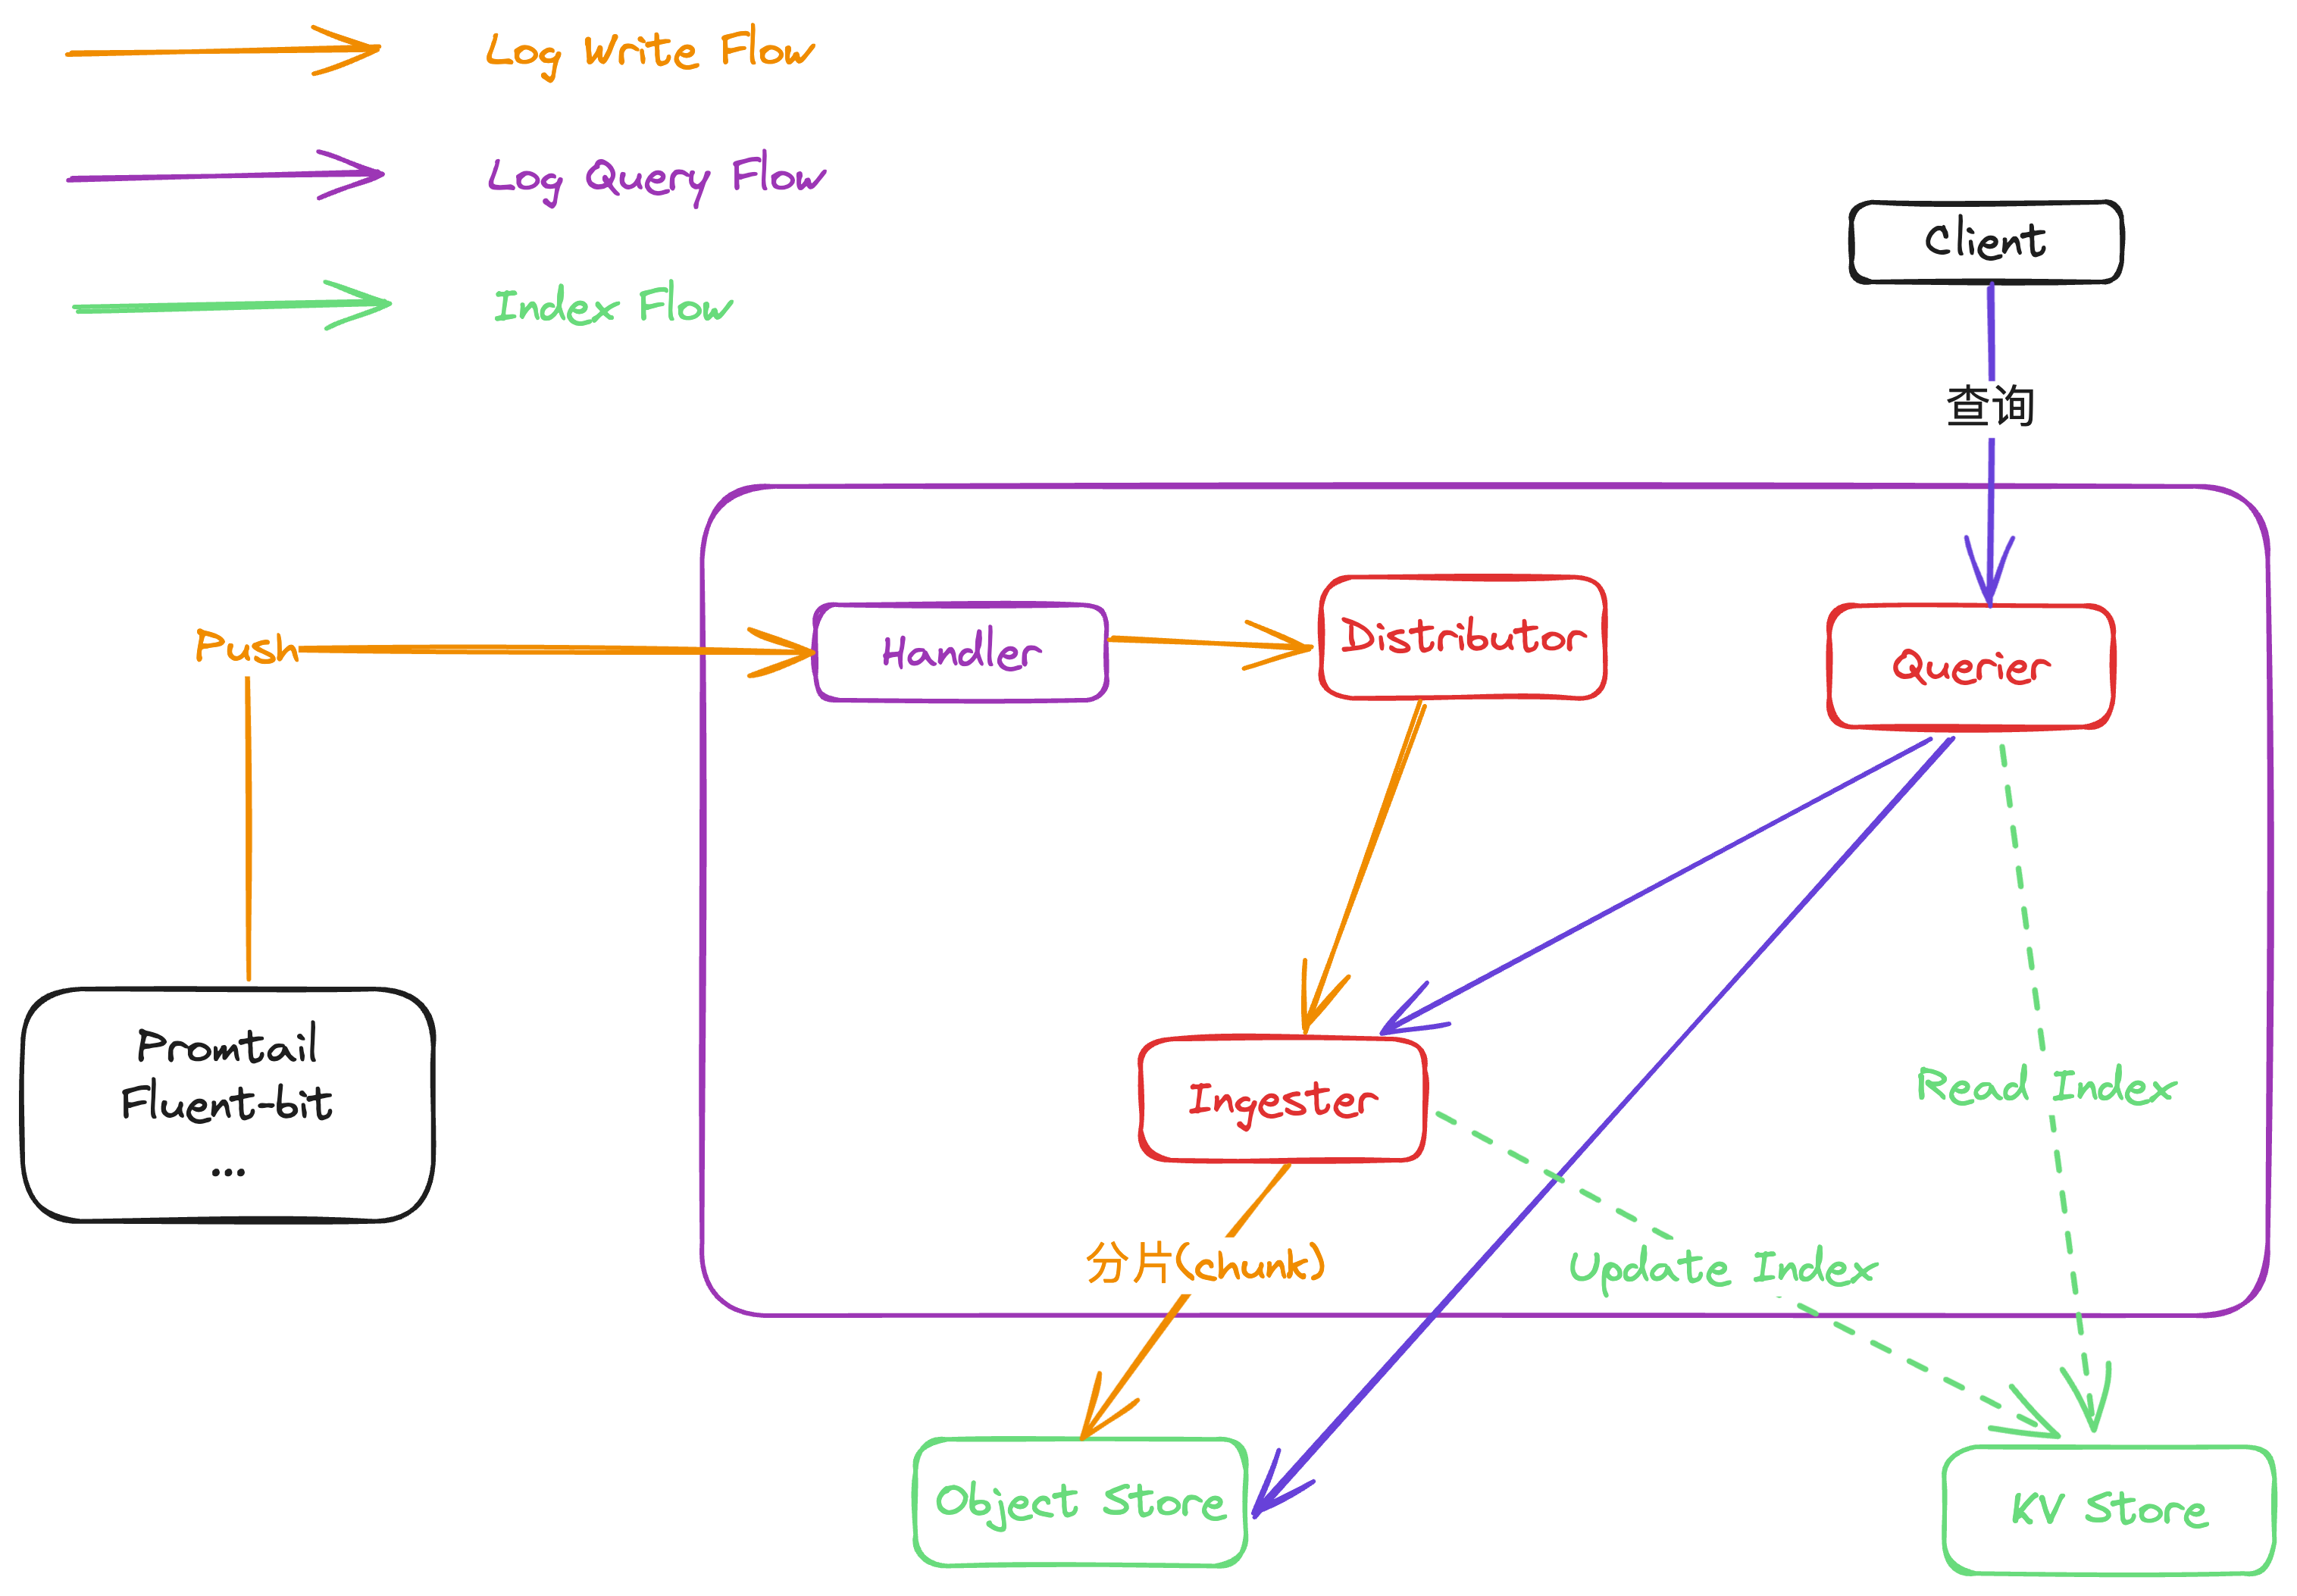 Log Write Flow
Log Query Flow
Index Flow
Client
查询
Push
Handler
Distributor
Querier
Promtail
Fluent-bit
...
Ingester
Read Index
分片(chunk)
Update Index
Object Store
KV Store